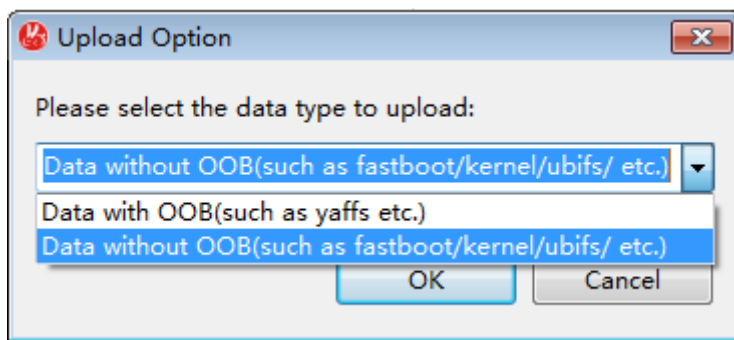 Upload Option
Please select the data type to upload:
Data without OOB(such as fastboot/kernel/ubifs/ etc.)
Data with OOB(such as yaffs etc.)
Data without OOB(such as fastboot/kernel/ubifs/ etc.)
OK Cancel